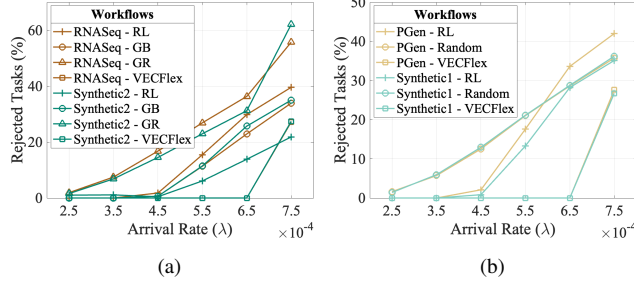 Workflows
RNASeq - RL
RNASeq - GB
RNASeq - GR
RNASeq - VECFlex
Synthetic2 - RL
Synthetic2 - GB
Synthetic2 - GR
Synthetic2 - VECFlex
Rejected Tasks (%)
60
40
20
0
2.5 3.5 4.5 5.5 6.5 7.5
Arrival Rate (λ)
×10⁻⁴
(a)
Workflows
PGen - RL
PGen - Random
PGen - VECFlex
Synthetic1 - RL
Synthetic1 - Random
Synthetic1 - VECFlex
Rejected Tasks (%)
50
40
30
20
10
0
2.5 3.5 4.5 5.5 6.5 7.5
Arrival Rate (λ)
×10⁻⁴
(b)